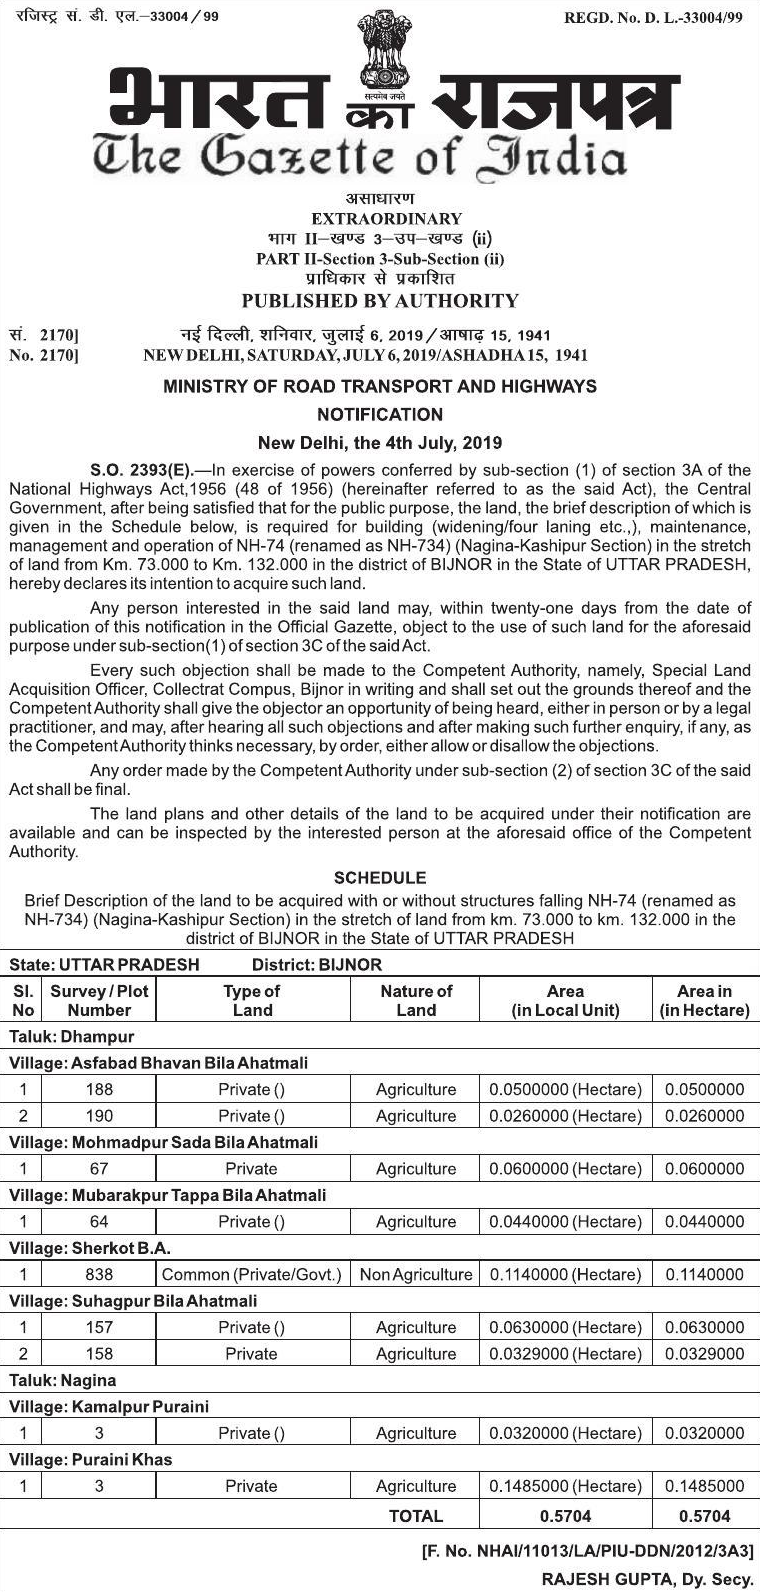 रजिस्ट्र सं. डी. एल.–33004/99 REGD. No. D. L.-33004/99
सत्यमेव जयते
भारत का राजपत्र
The Gazette of India
असाधारण
EXTRAORDINARY
भाग II–खण्ड 3–उप–खण्ड (ii)
PART II-Section 3-Sub-Section (ii)
प्राधिकार से प्रकाशित
PUBLISHED BY AUTHORITY
सं. 2170] नई दिल्ली, शनिवार, जुलाई 6, 2019/आषाढ़ 15, 1941
No. 2170] NEW DELHI, SATURDAY, JULY 6, 2019/ASHADHA 15, 1941
MINISTRY OF ROAD TRANSPORT AND HIGHWAYS
NOTIFICATION
New Delhi, the 4th July, 2019
S.O. 2393(E).—In exercise of powers conferred by sub-section (1) of section 3A of the
National Highways Act,1956 (48 of 1956) (hereinafter referred to as the said Act), the Central
Government, after being satisfied that for the public purpose, the land, the brief description of which is
given in the Schedule below, is required for building (widening/four laning etc.,), maintenance,
management and operation of NH-74 (renamed as NH-734) (Nagina-Kashipur Section) in the stretch
of land from Km. 73.000 to Km. 132.000 in the district of BIJNOR in the State of UTTAR PRADESH,
hereby declares its intention to acquire such land.
Any person interested in the said land may, within twenty-one days from the date of
publication of this notification in the Official Gazette, object to the use of such land for the aforesaid
purpose under sub-section(1) of section 3C of the said Act.
Every such objection shall be made to the Competent Authority, namely, Special Land
Acquisition Officer, Collectrat Compus, Bijnor in writing and shall set out the grounds thereof and the
Competent Authority shall give the objector an opportunity of being heard, either in person or by a legal
practitioner, and may, after hearing all such objections and after making such further enquiry, if any, as
the Competent Authority thinks necessary, by order, either allow or disallow the objections.
Any order made by the Competent Authority under sub-section (2) of section 3C of the said
Act shall be final.
The land plans and other details of the land to be acquired under their notification are
available and can be inspected by the interested person at the aforesaid office of the Competent
Authority.
SCHEDULE
Brief Description of the land to be acquired with or without structures falling NH-74 (renamed as
NH-734) (Nagina-Kashipur Section) in the stretch of land from km. 73.000 to km. 132.000 in the
district of BIJNOR in the State of UTTAR PRADESH
State: UTTAR PRADESH District: BIJNOR
Sl. Survey / Plot Type of Nature of Area Area in
No Number Land Land (in Local Unit) (in Hectare)
Taluk: Dhampur
Village: Asfabad Bhavan Bila Ahatmali
1 188 Private () Agriculture 0.0500000 (Hectare) 0.0500000
2 190 Private () Agriculture 0.0260000 (Hectare) 0.0260000
Village: Mohmadpur Sada Bila Ahatmali
1 67 Private Agriculture 0.0600000 (Hectare) 0.0600000
Village: Mubarakpur Tappa Bila Ahatmali
1 64 Private () Agriculture 0.0440000 (Hectare) 0.0440000
Village: Sherkot B.A.
1 838 Common (Private/Govt.) Non Agriculture 0.1140000 (Hectare) 0.1140000
Village: Suhagpur Bila Ahatmali
1 157 Private () Agriculture 0.0630000 (Hectare) 0.0630000
2 158 Private Agriculture 0.0329000 (Hectare) 0.0329000
Taluk: Nagina
Village: Kamalpur Puraini
1 3 Private () Agriculture 0.0320000 (Hectare) 0.0320000
Village: Puraini Khas
1 3 Private Agriculture 0.1485000 (Hectare) 0.1485000
TOTAL 0.5704 0.5704
[F. No. NHAI/11013/LA/PIU-DDN/2012/3A3]
RAJESH GUPTA, Dy. Secy.